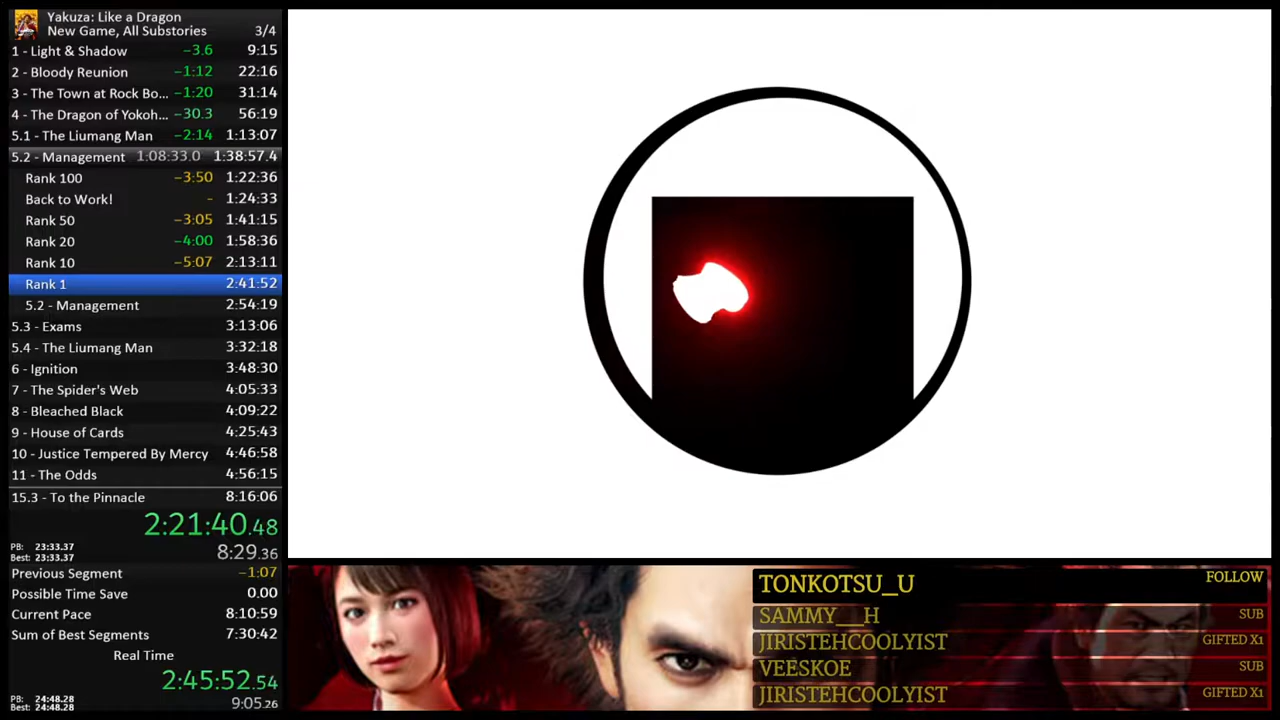 Yakuza: Like a Dragon
New Game, All Substories 3/4
1 - Light & Shadow -3.6 9:15
2 - Bloody Reunion -1:12 22:16
3 - The Town at Rock Bo... -1:20 31:14
4 - The Dragon of Yokoh... -30.3 56:19
5.1 - The Liumang Man -2:14 1:13:07
5.2 - Management 1:08:33.0 1:38:57.4
Rank 100 -3:50 1:22:36
Back to Work! - 1:24:33
Rank 50 -3:05 1:41:15
Rank 20 -4:00 1:58:36
Rank 10 -5:07 2:13:11
Rank 1 2:41:52
5.2 - Management 2:54:19
5.3 - Exams 3:13:06
5.4 - The Liumang Man 3:32:18
6 - Ignition 3:48:30
7 - The Spider's Web 4:05:33
8 - Bleached Black 4:09:22
9 - House of Cards 4:25:43
10 - Justice Tempered By Mercy 4:46:58
11 - The Odds 4:56:15
15.3 - To the Pinnacle 8:16:06
2:21:40.48
PB: 23:33.37
Best: 23:33.37
8:29.36
Previous Segment -1:07
Possible Time Save 0.00
Current Pace 8:10:59
Sum of Best Segments 7:30:42
Real Time
2:45:52.54
PB: 24:48.28
Best: 24:48.28
9:05.26
TONKOTSU_U FOLLOW
SAMMY__H SUB
JIRISTEHCOOLYIST GIFTED X1
VEESKOE SUB
JIRISTEHCOOLYIST GIFTED X1